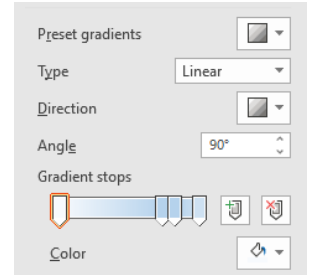 Preset gradients
Type Linear
Direction
Angle 90°
Gradient stops
Color